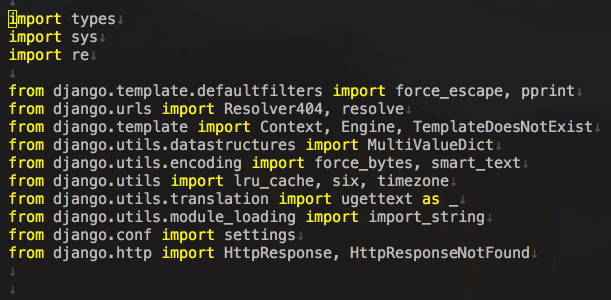 import types
import sys
import re
from django.template.defaultfilters import force_escape, pprint
from django.urls import Resolver404, resolve
from django.template import Context, Engine, TemplateDoesNotExist
from django.utils.datastructures import MultiValueDict
from django.utils.encoding import force_bytes, smart_text
from django.utils import lru_cache, six, timezone
from django.utils.translation import ugettext as _
from django.utils.module_loading import import_string
from django.conf import settings
from django.http import HttpResponse, HttpResponseNotFound